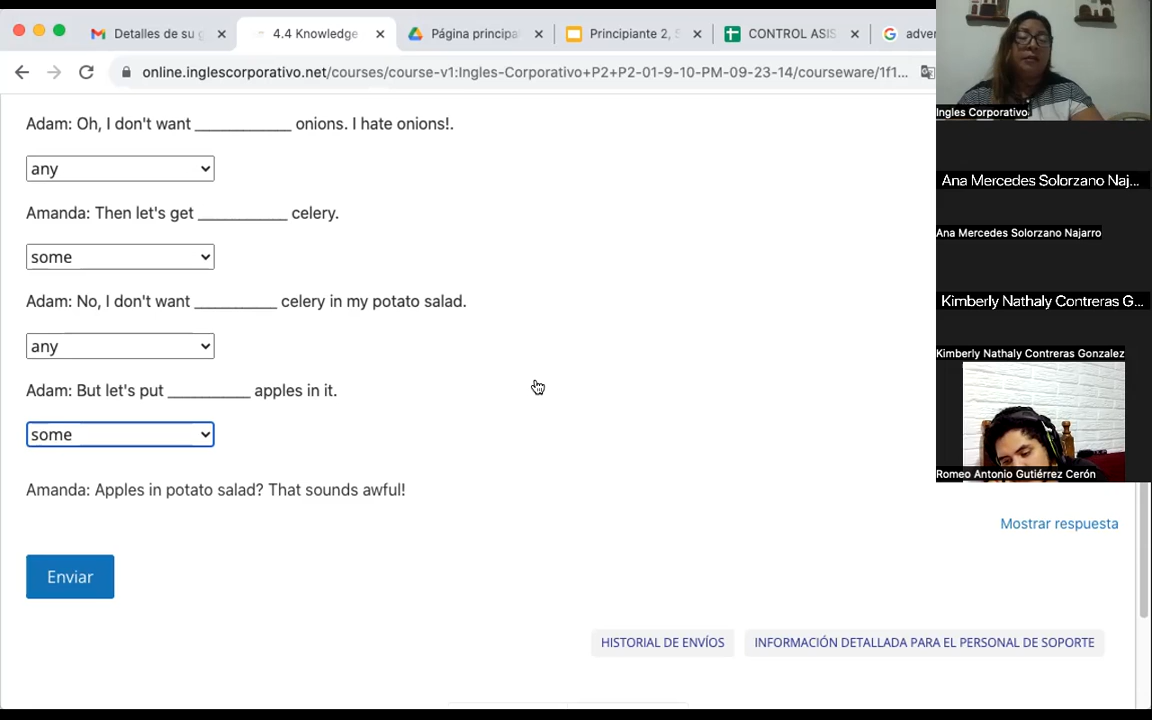 Detalles de su g
4.4 Knowledge
Página principa
Principiante 2, S
CONTROL ASIS
adver
online.inglescorporativo.net/courses/course-v1:Ingles-Corporativo+P2+P2-01-9-10-PM-09-23-14/courseware/1f1...
Adam: Oh, I don't want ____________ onions. I hate onions!.
any
Amanda: Then let's get ___________ celery.
some
Adam: No, I don't want __________ celery in my potato salad.
any
Adam: But let's put __________ apples in it.
some
Amanda: Apples in potato salad? That sounds awful!
Mostrar respuesta
Enviar
HISTORIAL DE ENVÍOS
INFORMACIÓN DETALLADA PARA EL PERSONAL DE SOPORTE
Ingles Corporativo
Ana Mercedes Solorzano Naj...
Ana Mercedes Solorzano Najarro
Kimberly Nathaly Contreras G...
Kimberly Nathaly Contreras Gonzalez
Romeo Antonio Gutiérrez Cerón